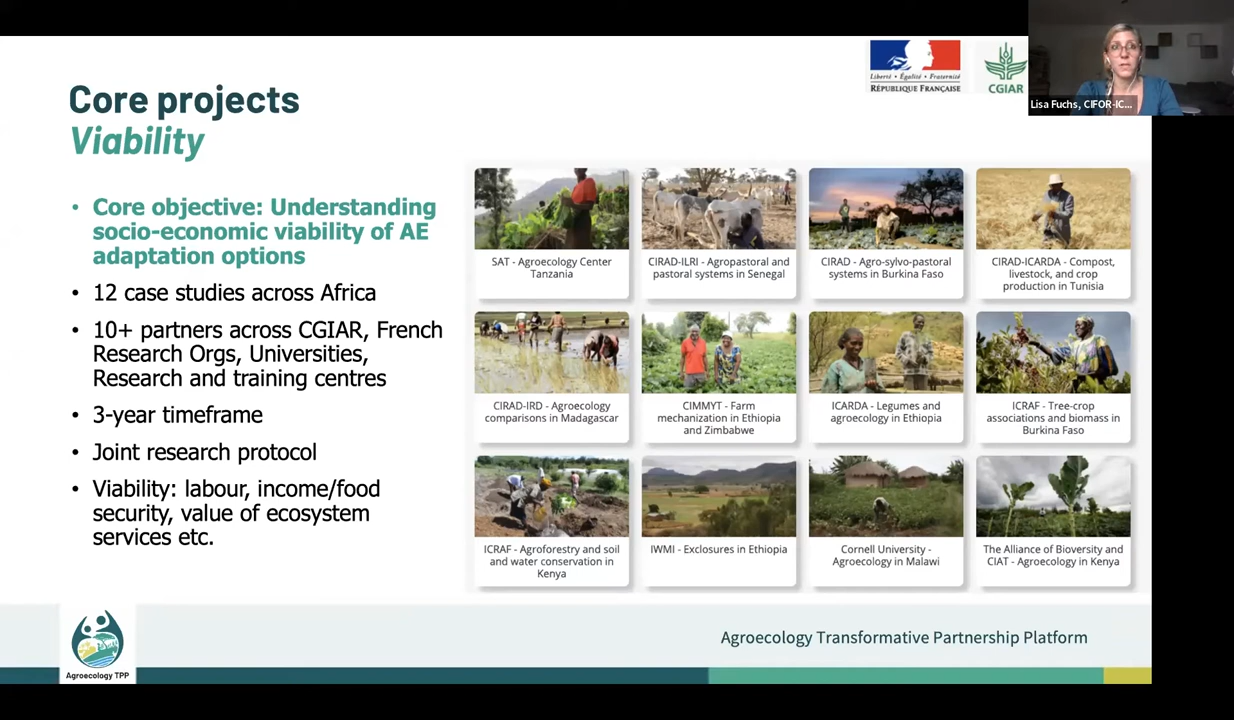 Liberté • Égalité • Fraternité
RÉPUBLIQUE FRANÇAISE
CGIAR
Lisa Fuchs, CIFOR-IC...
Core projects
Viability
• Core objective: Understanding
socio-economic viability of AE
adaptation options
• 12 case studies across Africa
• 10+ partners across CGIAR, French
Research Orgs, Universities,
Research and training centres
• 3-year timeframe
• Joint research protocol
• Viability: labour, income/food
security, value of ecosystem
services etc.
SAT - Agroecology Center
Tanzania
CIRAD-ILRI - Agropastoral and
pastoral systems in Senegal
CIRAD - Agro-sylvo-pastoral
systems in Burkina Faso
CIRAD-ICARDA - Compost,
livestock, and crop
production in Tunisia
CIRAD-IRD - Agroecology
comparisons in Madagascar
CIMMYT - Farm
mechanization in Ethiopia
and Zimbabwe
ICARDA - Legumes and
agroecology in Ethiopia
ICRAF - Tree-crop
associations and biomass in
Burkina Faso
ICRAF - Agroforestry and soil
and water conservation in
Kenya
IWMI - Exclosures in Ethiopia
Cornell University -
Agroecology in Malawi
The Alliance of Bioversity and
CIAT - Agroecology in Kenya
Agroecology TPP
Agroecology Transformative Partnership Platform